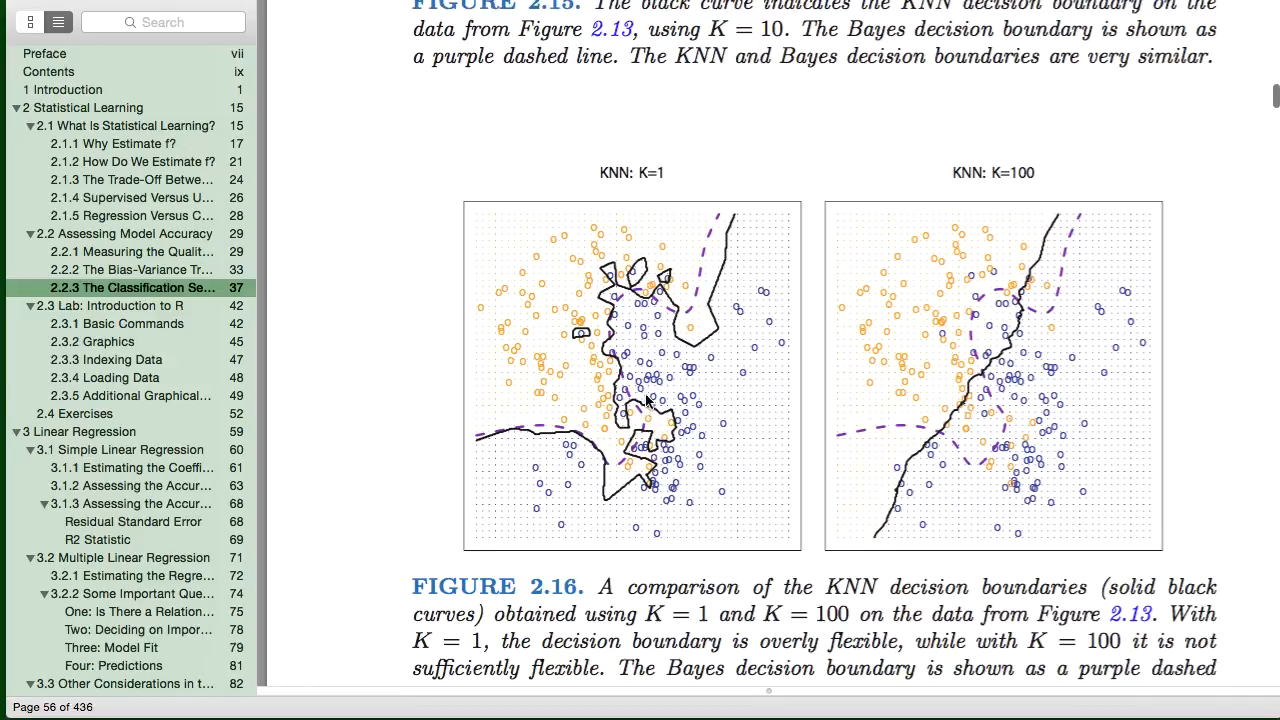 Search
Preface vii
Contents ix
1 Introduction 1
2 Statistical Learning 15
2.1 What Is Statistical Learning? 15
2.1.1 Why Estimate f? 17
2.1.2 How Do We Estimate f? 21
2.1.3 The Trade-Off Betwe... 24
2.1.4 Supervised Versus U... 26
2.1.5 Regression Versus C... 28
2.2 Assessing Model Accuracy 29
2.2.1 Measuring the Qualit... 29
2.2.2 The Bias-Variance Tr... 33
2.2.3 The Classification Se... 37
2.3 Lab: Introduction to R 42
2.3.1 Basic Commands 42
2.3.2 Graphics 45
2.3.3 Indexing Data 47
2.3.4 Loading Data 48
2.3.5 Additional Graphical... 49
2.4 Exercises 52
3 Linear Regression 59
3.1 Simple Linear Regression 60
3.1.1 Estimating the Coeffi... 61
3.1.2 Assessing the Accur... 63
3.1.3 Assessing the Accur... 68
Residual Standard Error 68
R2 Statistic 69
3.2 Multiple Linear Regression 71
3.2.1 Estimating the Regre... 72
3.2.2 Some Important Que... 74
One: Is There a Relation... 75
Two: Deciding on Impor... 78
Three: Model Fit 79
Four: Predictions 81
3.3 Other Considerations in t... 82
Page 56 of 436
FIGURE 2.15. The black curve indicates the KNN decision boundary on the
data from Figure 2.13, using K = 10. The Bayes decision boundary is shown as
a purple dashed line. The KNN and Bayes decision boundaries are very similar.
KNN: K=1
KNN: K=100
FIGURE 2.16. A comparison of the KNN decision boundaries (solid black
curves) obtained using K = 1 and K = 100 on the data from Figure 2.13. With
K = 1, the decision boundary is overly flexible, while with K = 100 it is not
sufficiently flexible. The Bayes decision boundary is shown as a purple dashed